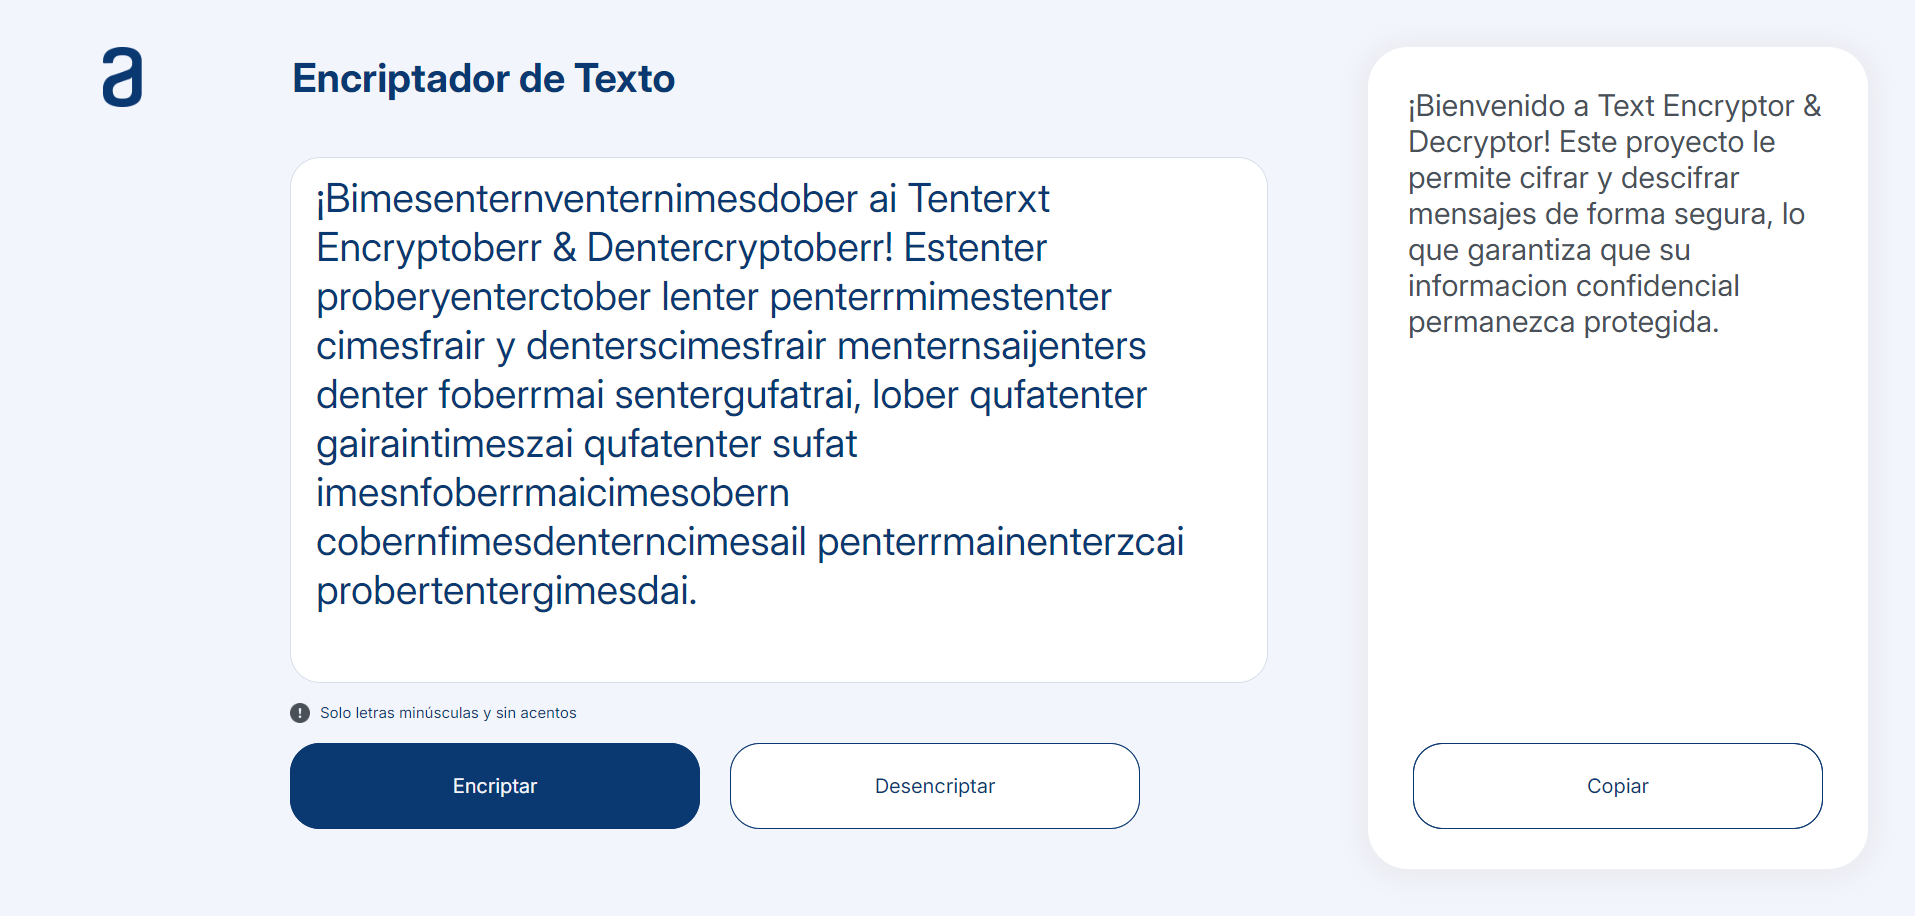 a
Encriptador de Texto
¡Bimesenternventernimesdober ai Tenterxt
Encryptoberr & Dentercryptoberr! Estenter
proberyenterctober lenter penterrmimestenter
cimesfrair y denterscimesfrair menternsaijenters
denter foberrmai sentergufatrai, lober qufatenter
gairaintimeszai qufatenter sufat
imesnfoberrmaicimesobern
cobernfimesdenterncimesail penterrmainenterzcai
probertentergimesdai.
Solo letras minúsculas y sin acentos
Encriptar
Desencriptar
¡Bienvenido a Text Encryptor &
Decryptor! Este proyecto le
permite cifrar y descifrar
mensajes de forma segura, lo
que garantiza que su
informacion confidencial
permanezca protegida.
Copiar